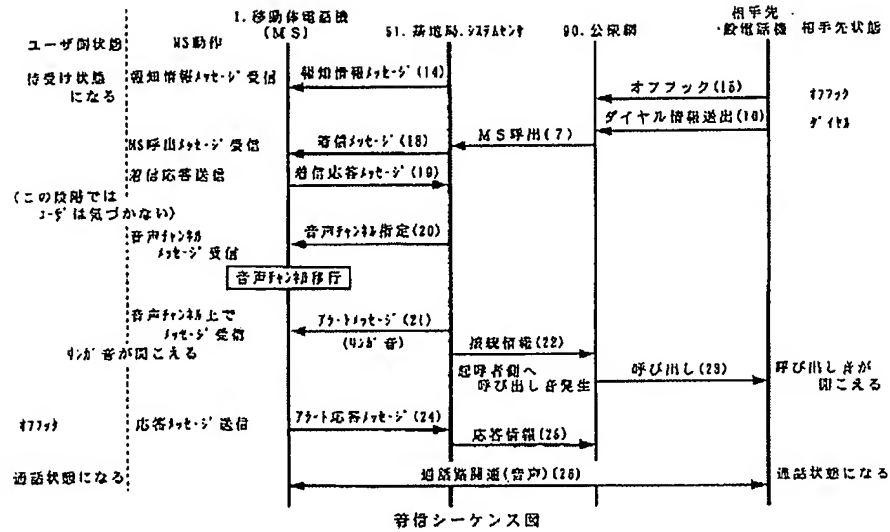 1. 移動体電話機 (MS)
51. 基地局. システムセンタ
90. 公衆網
相手先
一般電話機
相手先状態
ユーザ側状態
MS動作
待受け状態になる
報知情報メッセージ受信
報知情報メッセージ(14)
オフフック(15)
オフフック
ダイヤル情報送出(16)
ダイヤル
MS呼出メッセージ受信
着信メッセージ(18)
MS呼出(7)
着信応答送信
着信応答メッセージ(19)
(この段階では
ユーザは気づかない)
音声チャンネル
メッセージ受信
音声チャンネル指定(20)
音声チャンネル移行
音声チャンネル上で
メッセージ受信
アラートメッセージ(21)
(リンガ音)
リンガ音が聞こえる
接続情報(22)
起呼者側へ
呼び出し音発生
呼び出し(23)
呼び出し音が
聞こえる
オフフック
応答メッセージ送信
アラート応答メッセージ(24)
応答情報(25)
通話状態になる
通話路開通(音声)(26)
通話状態になる
着信シーケンス図